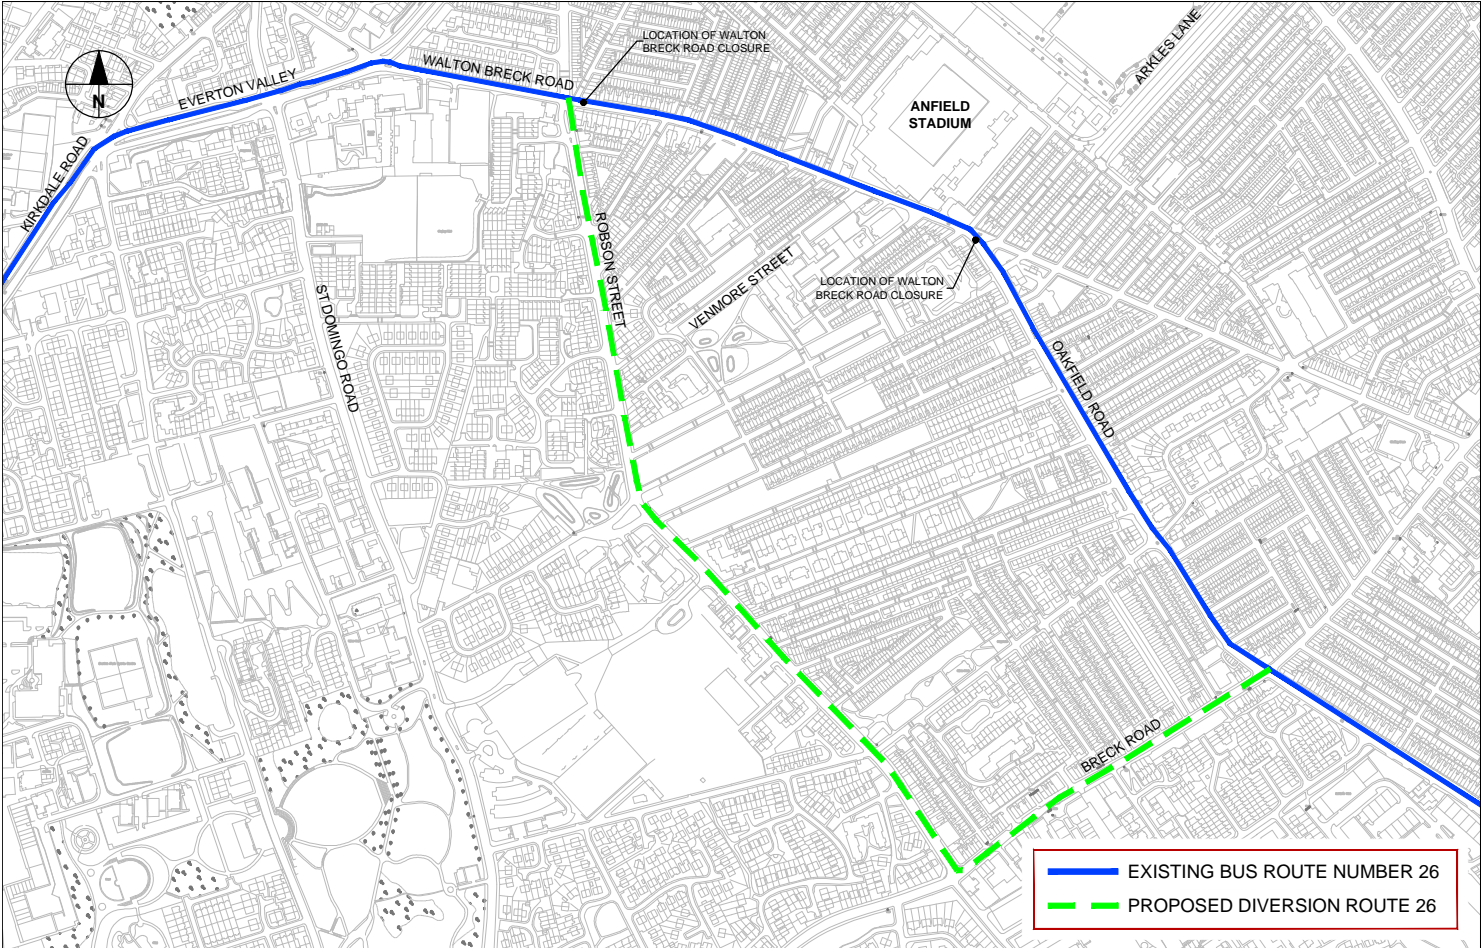 LOCATION OF WALTON
BRECK ROAD CLOSURE
ARKLES LANE
WALTON BRECK ROAD
EVERTON VALLEY
N
ANFIELD
STADIUM
KIRKDALE ROAD
ROBSON STREET
VENMORE STREET
LOCATION OF WALTON
BRECK ROAD CLOSURE
ST DOMINGO ROAD
OAKFIELD ROAD
BRECK ROAD
EXISTING BUS ROUTE NUMBER 26
PROPOSED DIVERSION ROUTE 26